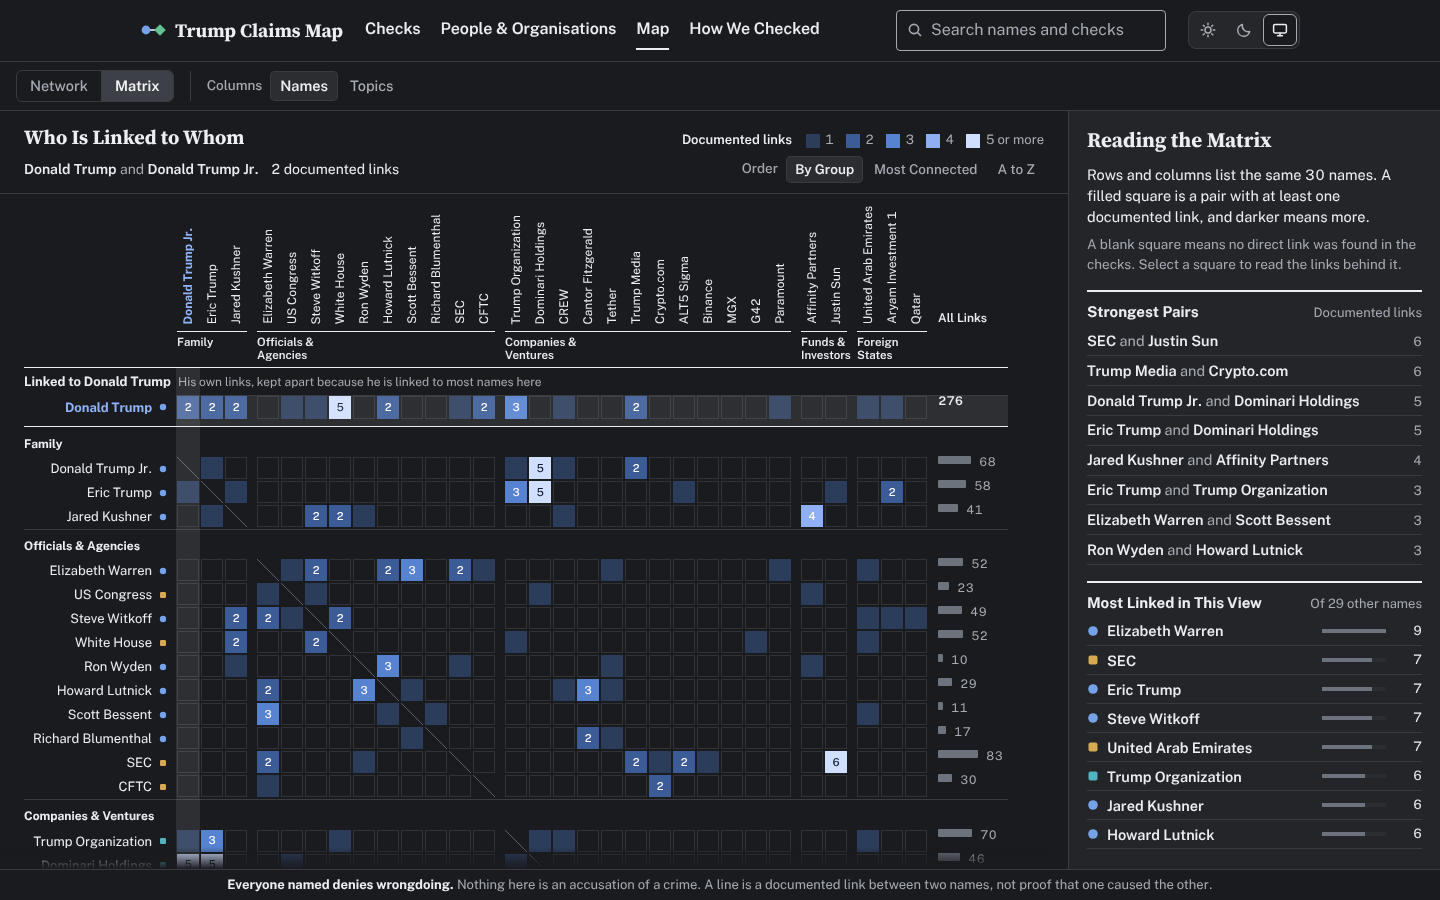 Trump Claims Map
Checks
People & Organisations
Map
How We Checked
Search names and checks
Network
Matrix
Columns
Names
Topics
Who Is Linked to Whom
Donald Trump and Donald Trump Jr. 2 documented links
Documented links 1 2 3 4 5 or more
Order By Group Most Connected A to Z
Donald Trump Jr.
Eric Trump
Jared Kushner
Elizabeth Warren
US Congress
Steve Witkoff
White House
Ron Wyden
Howard Lutnick
Scott Bessent
Richard Blumenthal
SEC
CFTC
Trump Organization
Dominari Holdings
CREW
Cantor Fitzgerald
Tether
Trump Media
Crypto.com
ALT5 Sigma
Binance
MGX
G42
Paramount
Affinity Partners
Justin Sun
United Arab Emirates
Aryam Investment 1
Qatar
All Links
Family
Officials & Agencies
Companies & Ventures
Funds & Investors
Foreign States
Linked to Donald Trump His own links, kept apart because he is linked to most names here
Donald Trump 2 2 2 5 2 2 3 2 276
Family
Donald Trump Jr. 5 2 68
Eric Trump 3 5 2 58
Jared Kushner 2 2 4 41
Officials & Agencies
Elizabeth Warren 2 2 3 2 52
US Congress 23
Steve Witkoff 2 2 2 49
White House 2 2 52
Ron Wyden 3 10
Howard Lutnick 2 3 3 29
Scott Bessent 3 11
Richard Blumenthal 2 17
SEC 2 2 2 6 83
CFTC 2 30
Companies & Ventures
Trump Organization 3 70
Dominari Holdings 5 5 46
Reading the Matrix
Rows and columns list the same 30 names. A
filled square is a pair with at least one
documented link, and darker means more.
A blank square means no direct link was found in the
checks. Select a square to read the links behind it.
Strongest Pairs Documented links
SEC and Justin Sun 6
Trump Media and Crypto.com 6
Donald Trump Jr. and Dominari Holdings 5
Eric Trump and Dominari Holdings 5
Jared Kushner and Affinity Partners 4
Eric Trump and Trump Organization 3
Elizabeth Warren and Scott Bessent 3
Ron Wyden and Howard Lutnick 3
Most Linked in This View Of 29 other names
Elizabeth Warren 9
SEC 7
Eric Trump 7
Steve Witkoff 7
United Arab Emirates 7
Trump Organization 6
Jared Kushner 6
Howard Lutnick 6
Everyone named denies wrongdoing. Nothing here is an accusation of a crime. A line is a documented link between two names, not proof that one caused the other.